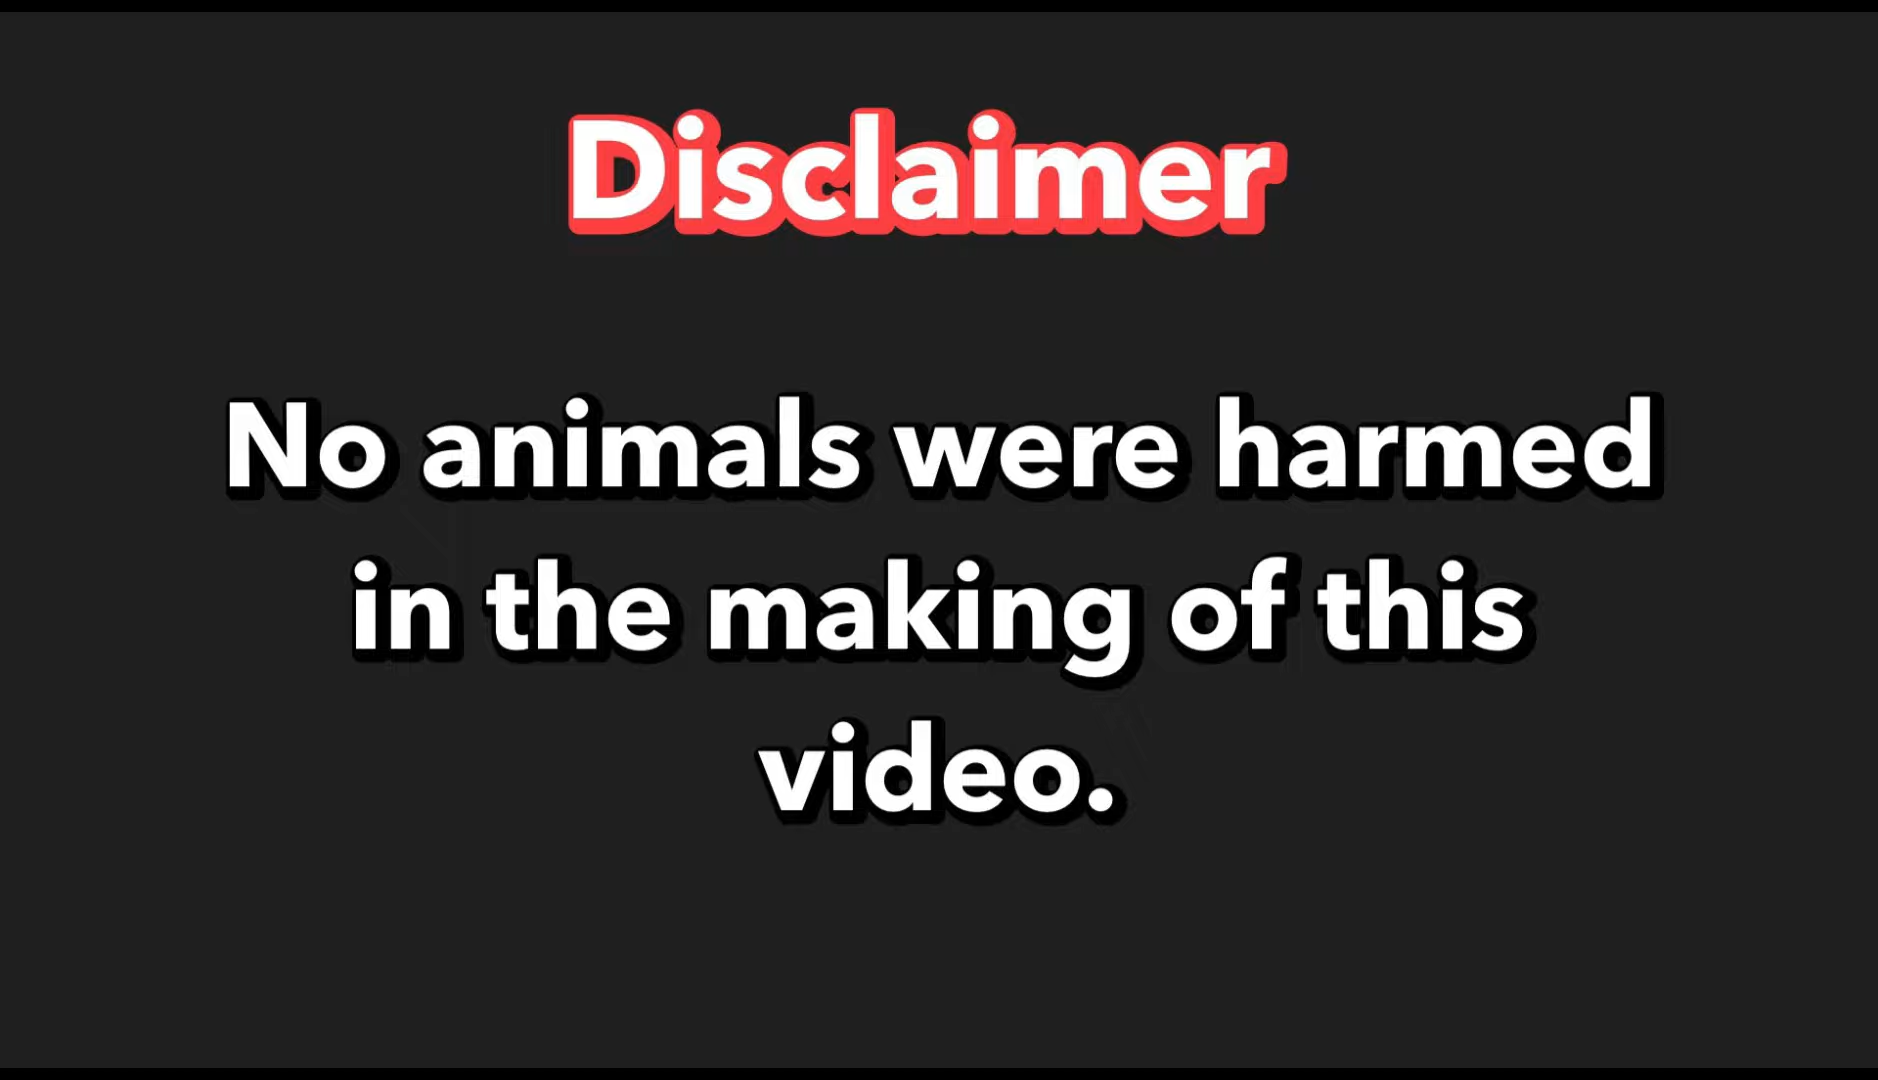 Disclaimer
No animals were harmed
in the making of this
video.